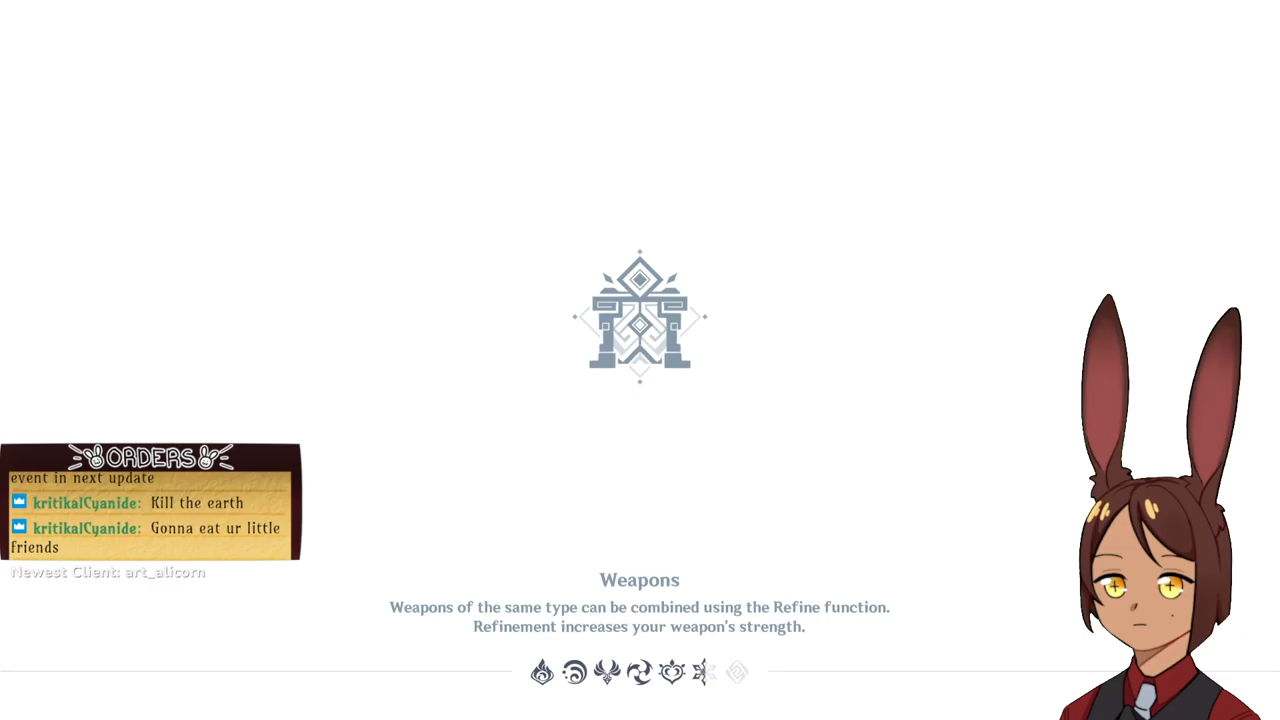 ORDERS
event in next update
kritikalCyanide: Kill the earth
kritikalCyanide: Gonna eat ur little
friends
Newest Client: art_alicorn
Weapons
Weapons of the same type can be combined using the Refine function.
Refinement increases your weapon's strength.